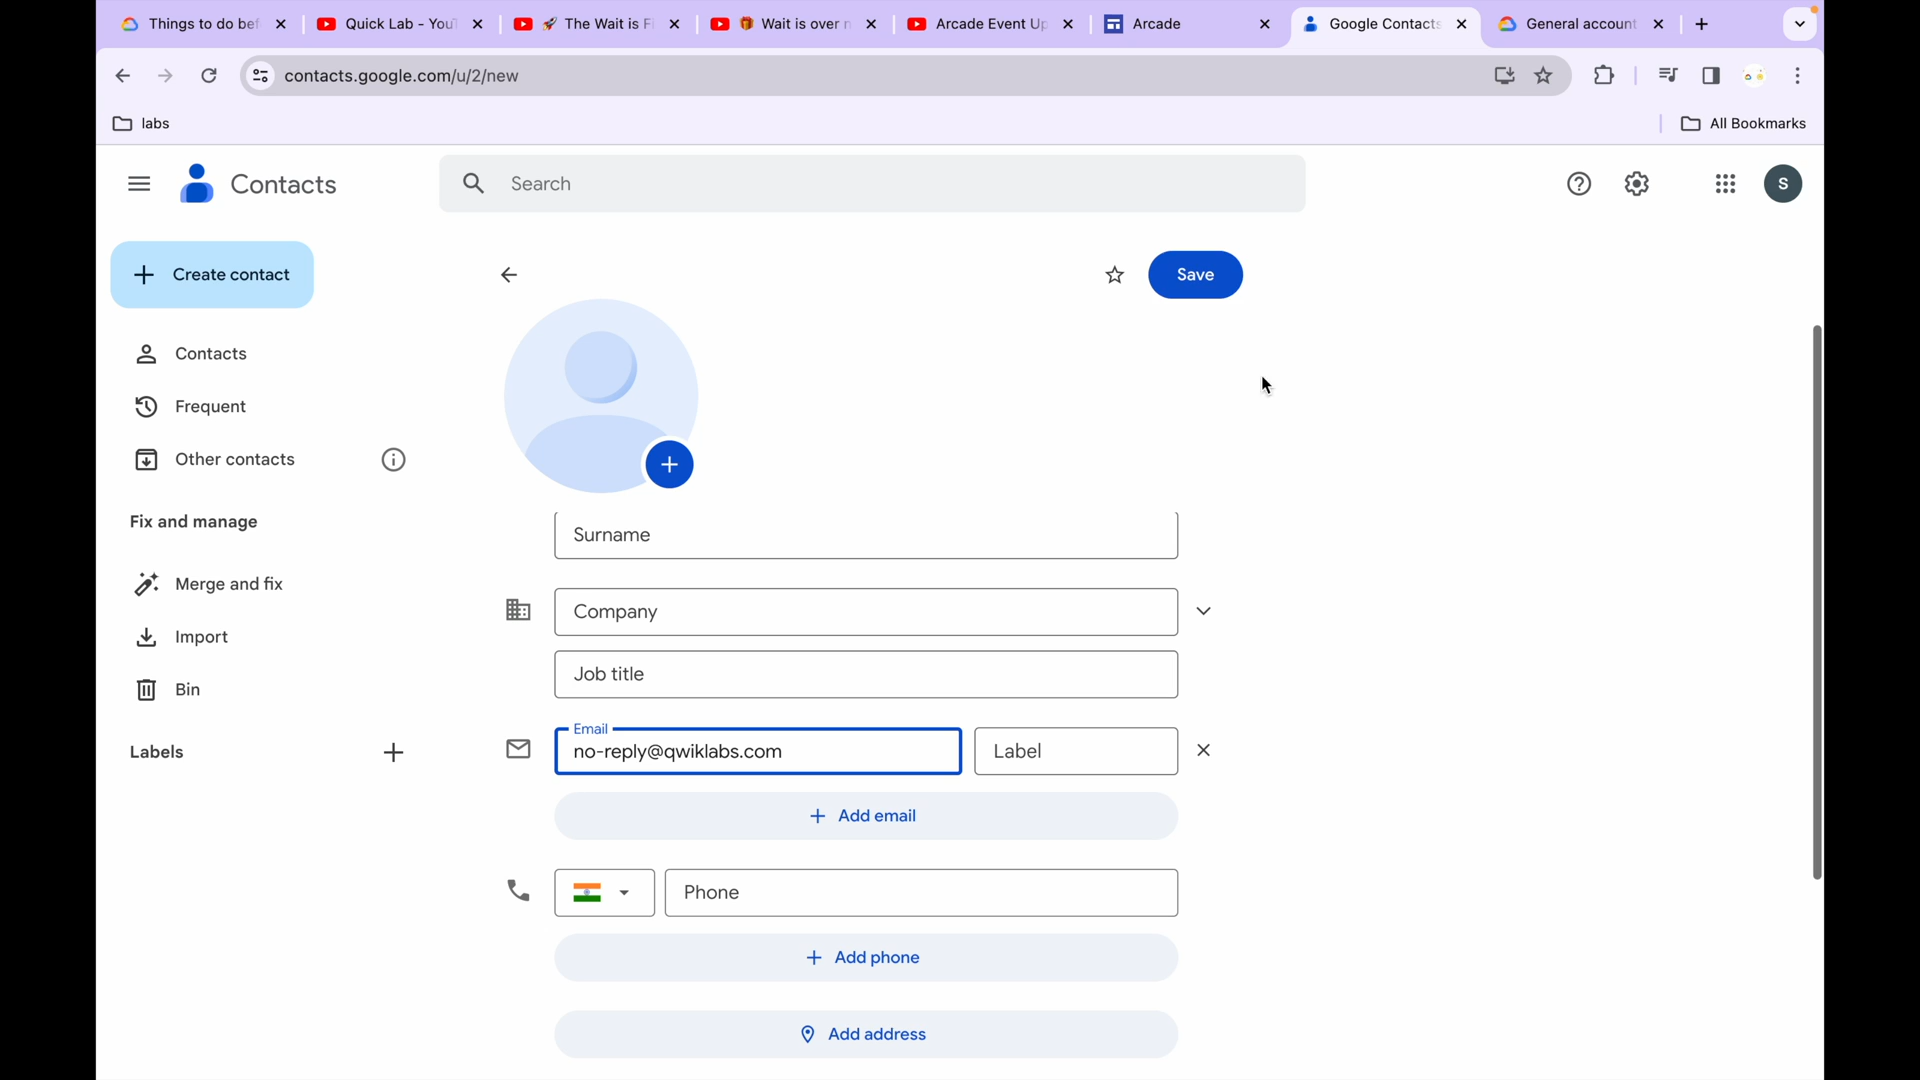 Things to do bef
Quick Lab - You
🚀 The Wait is F
🎁 Wait is over n
Arcade Event Up
Arcade
Google Contacts
General account
contacts.google.com/u/2/new
labs
All Bookmarks
Contacts
Search
S
Create contact
Save
Contacts
Frequent
Other contacts
Fix and manage
Surname
Merge and fix
Company
Import
Job title
Bin
Email
Labels
no-reply@qwiklabs.com
Label
Add email
Phone
Add phone
Add address